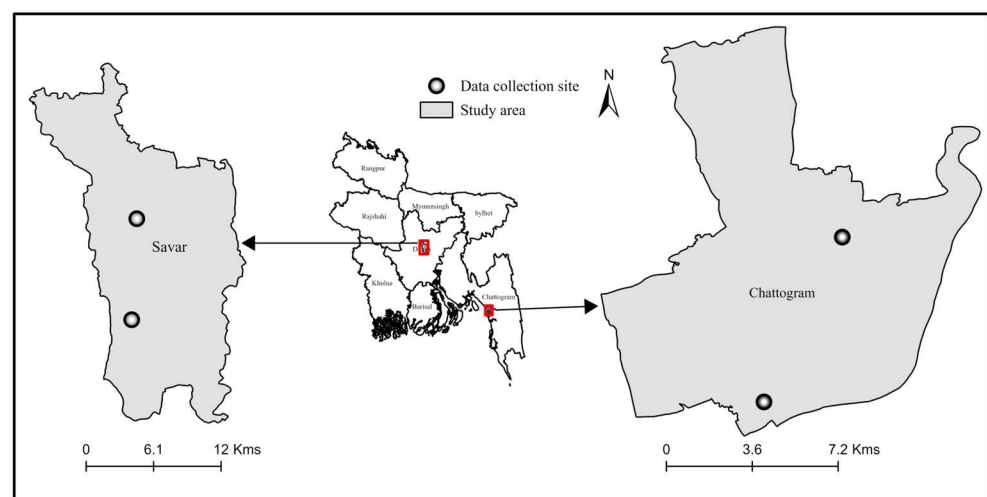 N
Data collection site
Study area
Rangpur
Mymensingh
Rajshahi
Sylhet
Savar
Khulna
Chattogram
Barisal
Chattogram
0 6.1 12 Kms
0 3.6 7.2 Kms